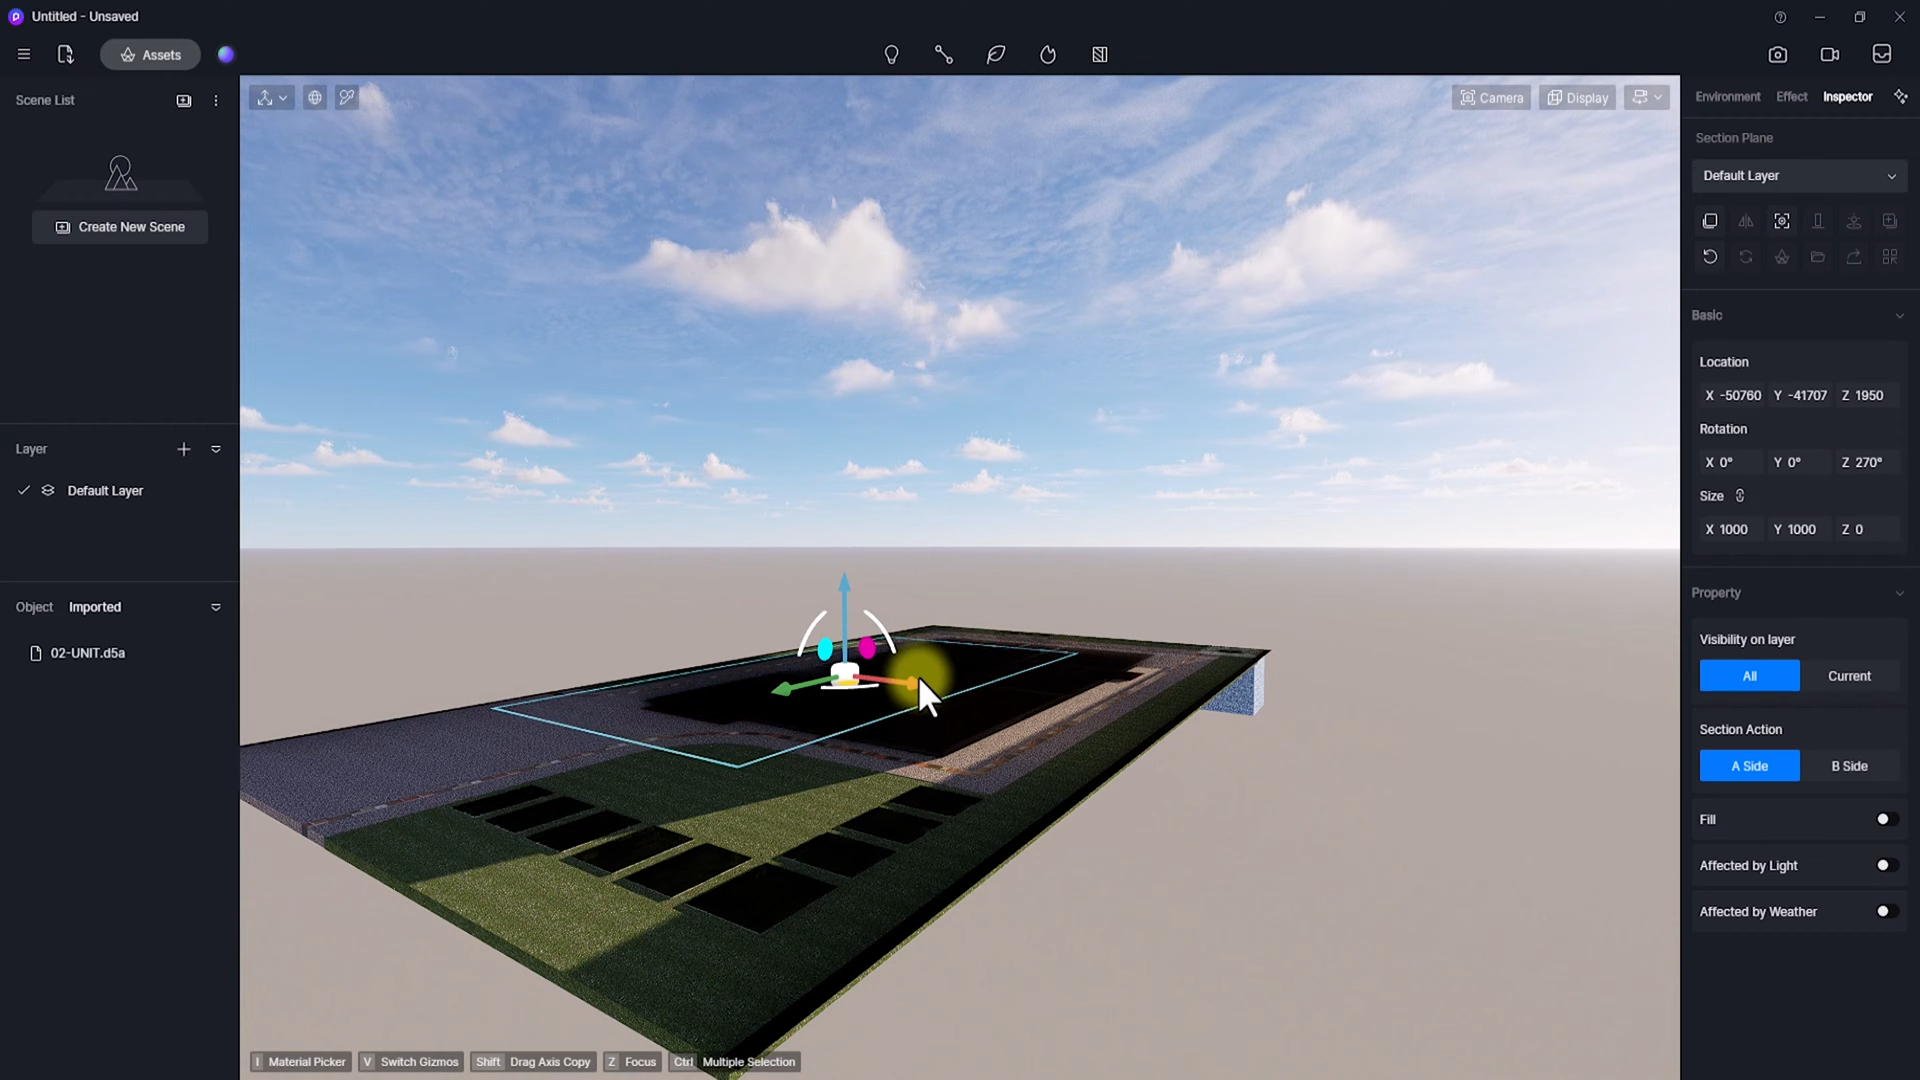 Untitled - Unsaved
Assets
Scene List
Create New Scene
Layer
Default Layer
Object Imported
02-UNIT.d5a
Camera Display
Material Picker V Switch Gizmos Shift Drag Axis Copy Z Focus Ctrl Multiple Selection
Environment Effect Inspector
Section Plane
Default Layer
Basic
Location
X -50760 Y -41707 Z 1950
Rotation
X 0° Y 0° Z 270°
Size
X 1000 Y 1000 Z 0
Property
Visibility on layer
All Current
Section Action
A Side B Side
Fill
Affected by Light
Affected by Weather